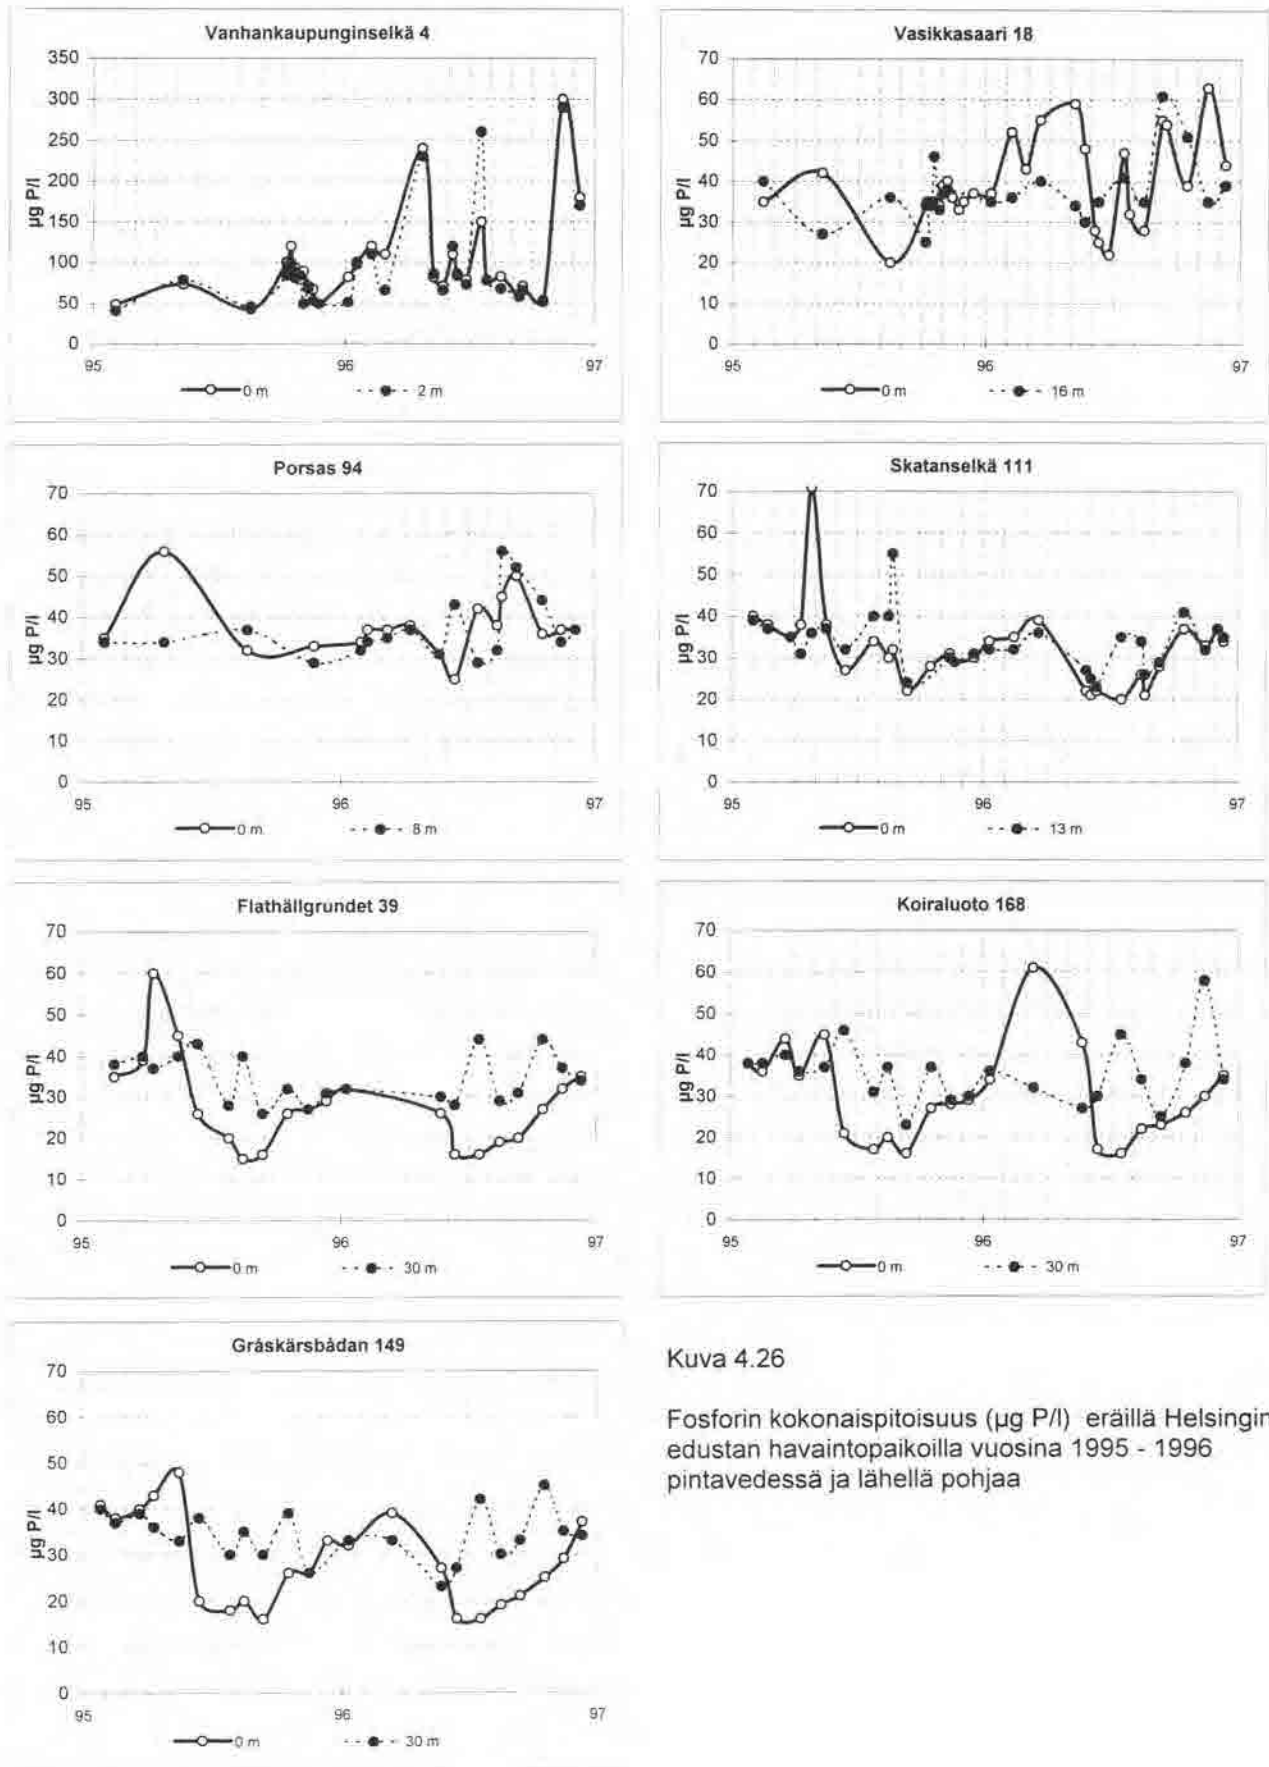 Vanhankaupunginselkä 4
µg P/l
350
300
250
200
150
100
50
0
95 96 97
0 m 2 m
Vasikkasaari 18
µg P/l
70
60
50
40
30
20
10
0
95 96 97
0 m 16 m
Porsas 94
µg P/l
70
60
50
40
30
20
10
0
95 96 97
0 m 8 m
Skatanselkä 111
µg P/l
70
60
50
40
30
20
10
0
95 96 97
0 m 13 m
Flathällgrundet 39
µg P/l
70
60
50
40
30
20
10
0
95 96 97
0 m 30 m
Koiraluoto 168
µg P/l
70
60
50
40
30
20
10
0
95 96 97
0 m 30 m
Gråskärsbådan 149
µg P/l
70
60
50
40
30
20
10
0
95 96 97
0 m 30 m
Kuva 4.26
Fosforin kokonaispitoisuus (µg P/l) eräillä Helsingin
edustan havaintopaikoilla vuosina 1995 - 1996
pintavedessä ja lähellä pohjaa